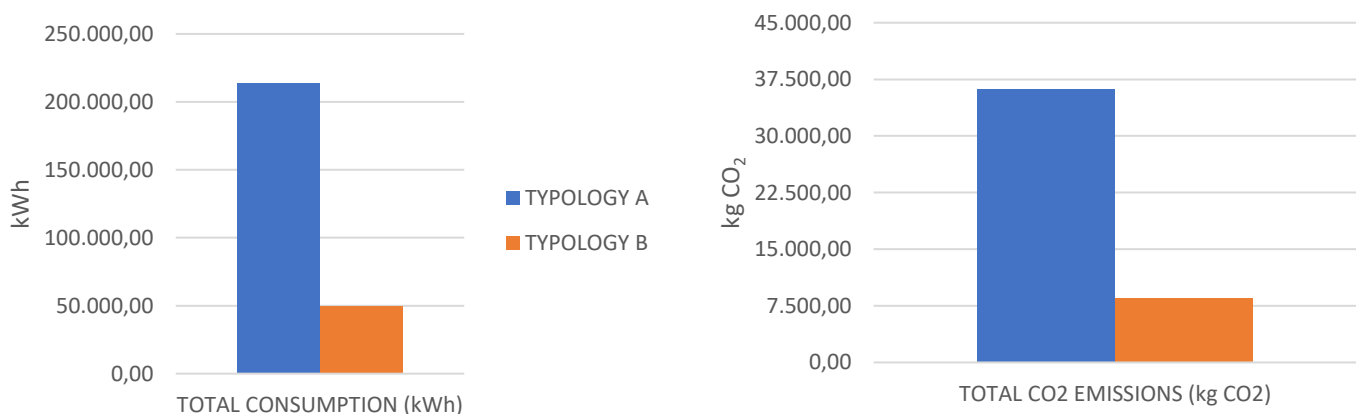 250.000,00
200.000,00
150.000,00
100.000,00
50.000,00
0,00
kWh
TOTAL CONSUMPTION (kWh)
TYPOLOGY A
TYPOLOGY B
45.000,00
37.500,00
30.000,00
22.500,00
15.000,00
7.500,00
0,00
kg CO₂
TOTAL CO2 EMISSIONS (kg CO2)